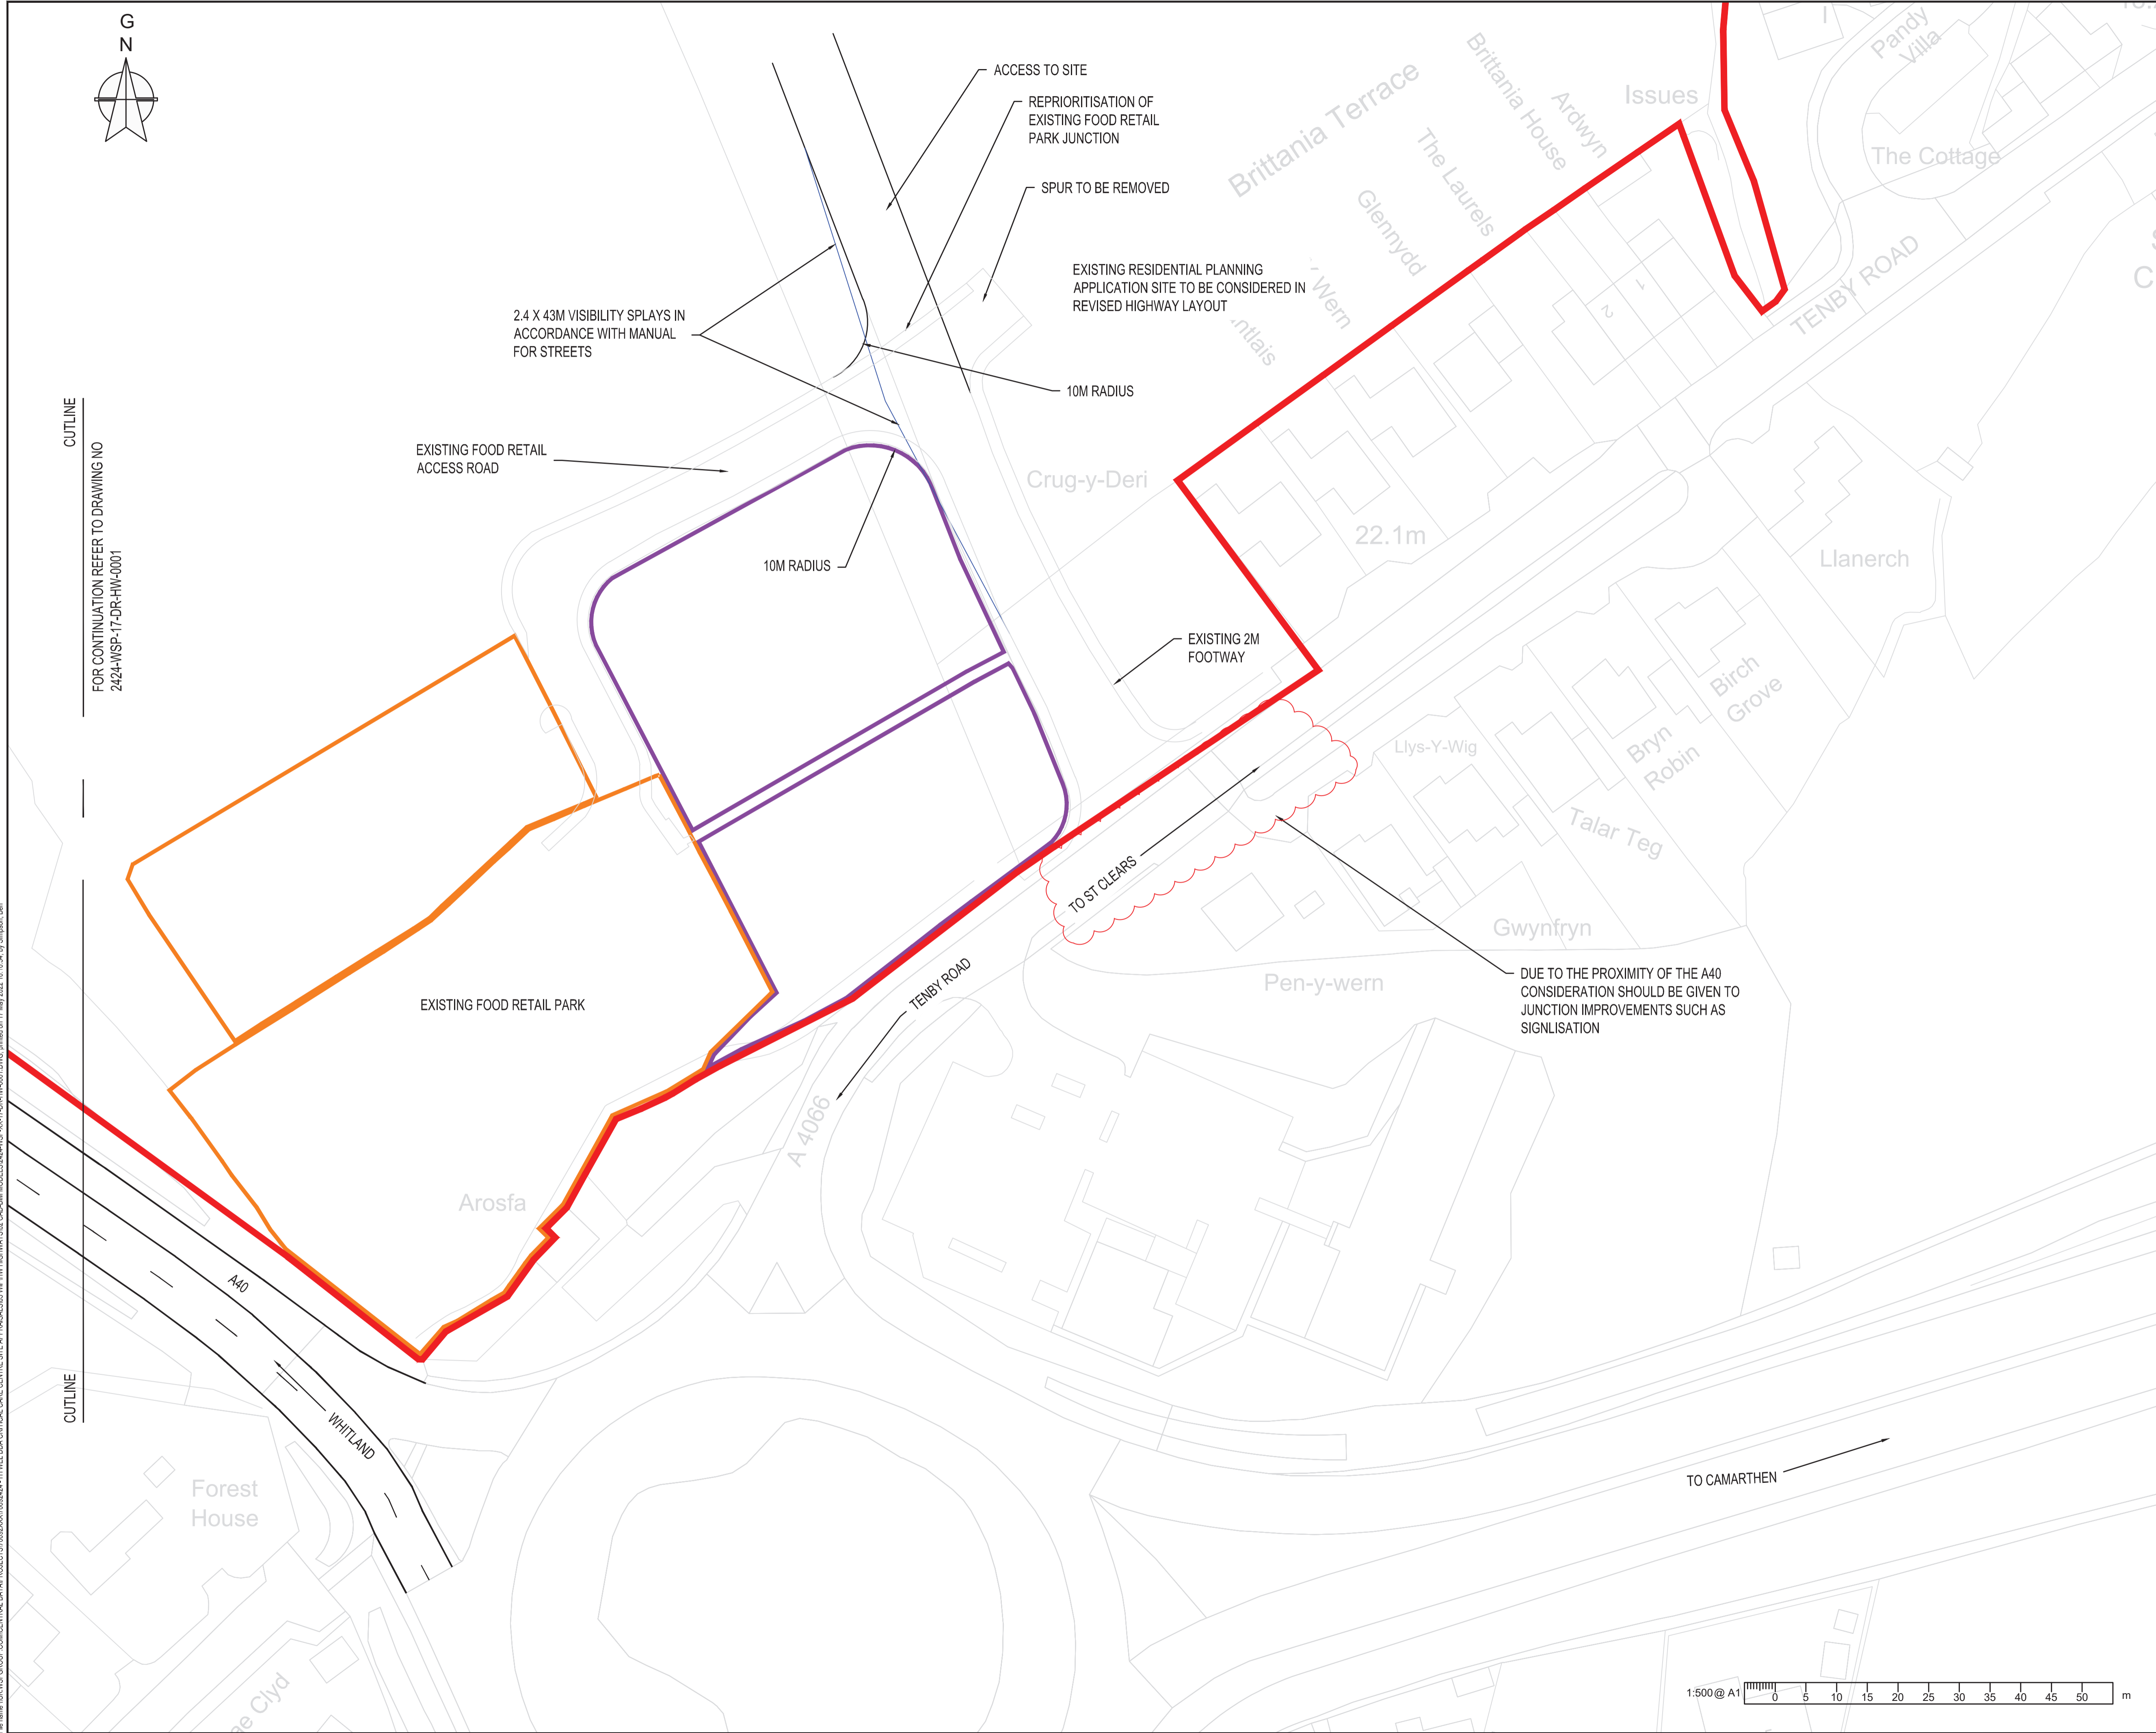 G
N
ACCESS TO SITE
REPRIORITISATION OF
EXISTING FOOD RETAIL
PARK JUNCTION
SPUR TO BE REMOVED
EXISTING RESIDENTIAL PLANNING
APPLICATION SITE TO BE CONSIDERED IN
REVISED HIGHWAY LAYOUT
2.4 X 43M VISIBILITY SPLAYS IN
ACCORDANCE WITH MANUAL
FOR STREETS
10M RADIUS
EXISTING FOOD RETAIL
ACCESS ROAD
10M RADIUS
EXISTING 2M
FOOTWAY
CUTLINE
FOR CONTINUATION REFER TO DRAWING NO
2424-WSP-17-DR-HW-0001
CUTLINE
Brittania Terrace
Brittania House
Ardwyn
The Laurels
Glennydd
Wern
Issues
Pandy
Villa
The Cottage
1
2
TENBY ROAD
Crug-y-Deri
22.1m
Llanerch
Birch
Grove
Bryn
Robin
Llys-Y-Wig
Talar Teg
Gwynfryn
Pen-y-wern
TO ST CLEARS
TENBY ROAD
A 4066
DUE TO THE PROXIMITY OF THE A40
CONSIDERATION SHOULD BE GIVEN TO
JUNCTION IMPROVEMENTS SUCH AS
SIGNLISATION
EXISTING FOOD RETAIL PARK
Arosfa
A40
WHITLAND
Forest
House
TO CAMARTHEN
1:500@ A1
0 5 10 15 20 25 30 35 40 45 50 m